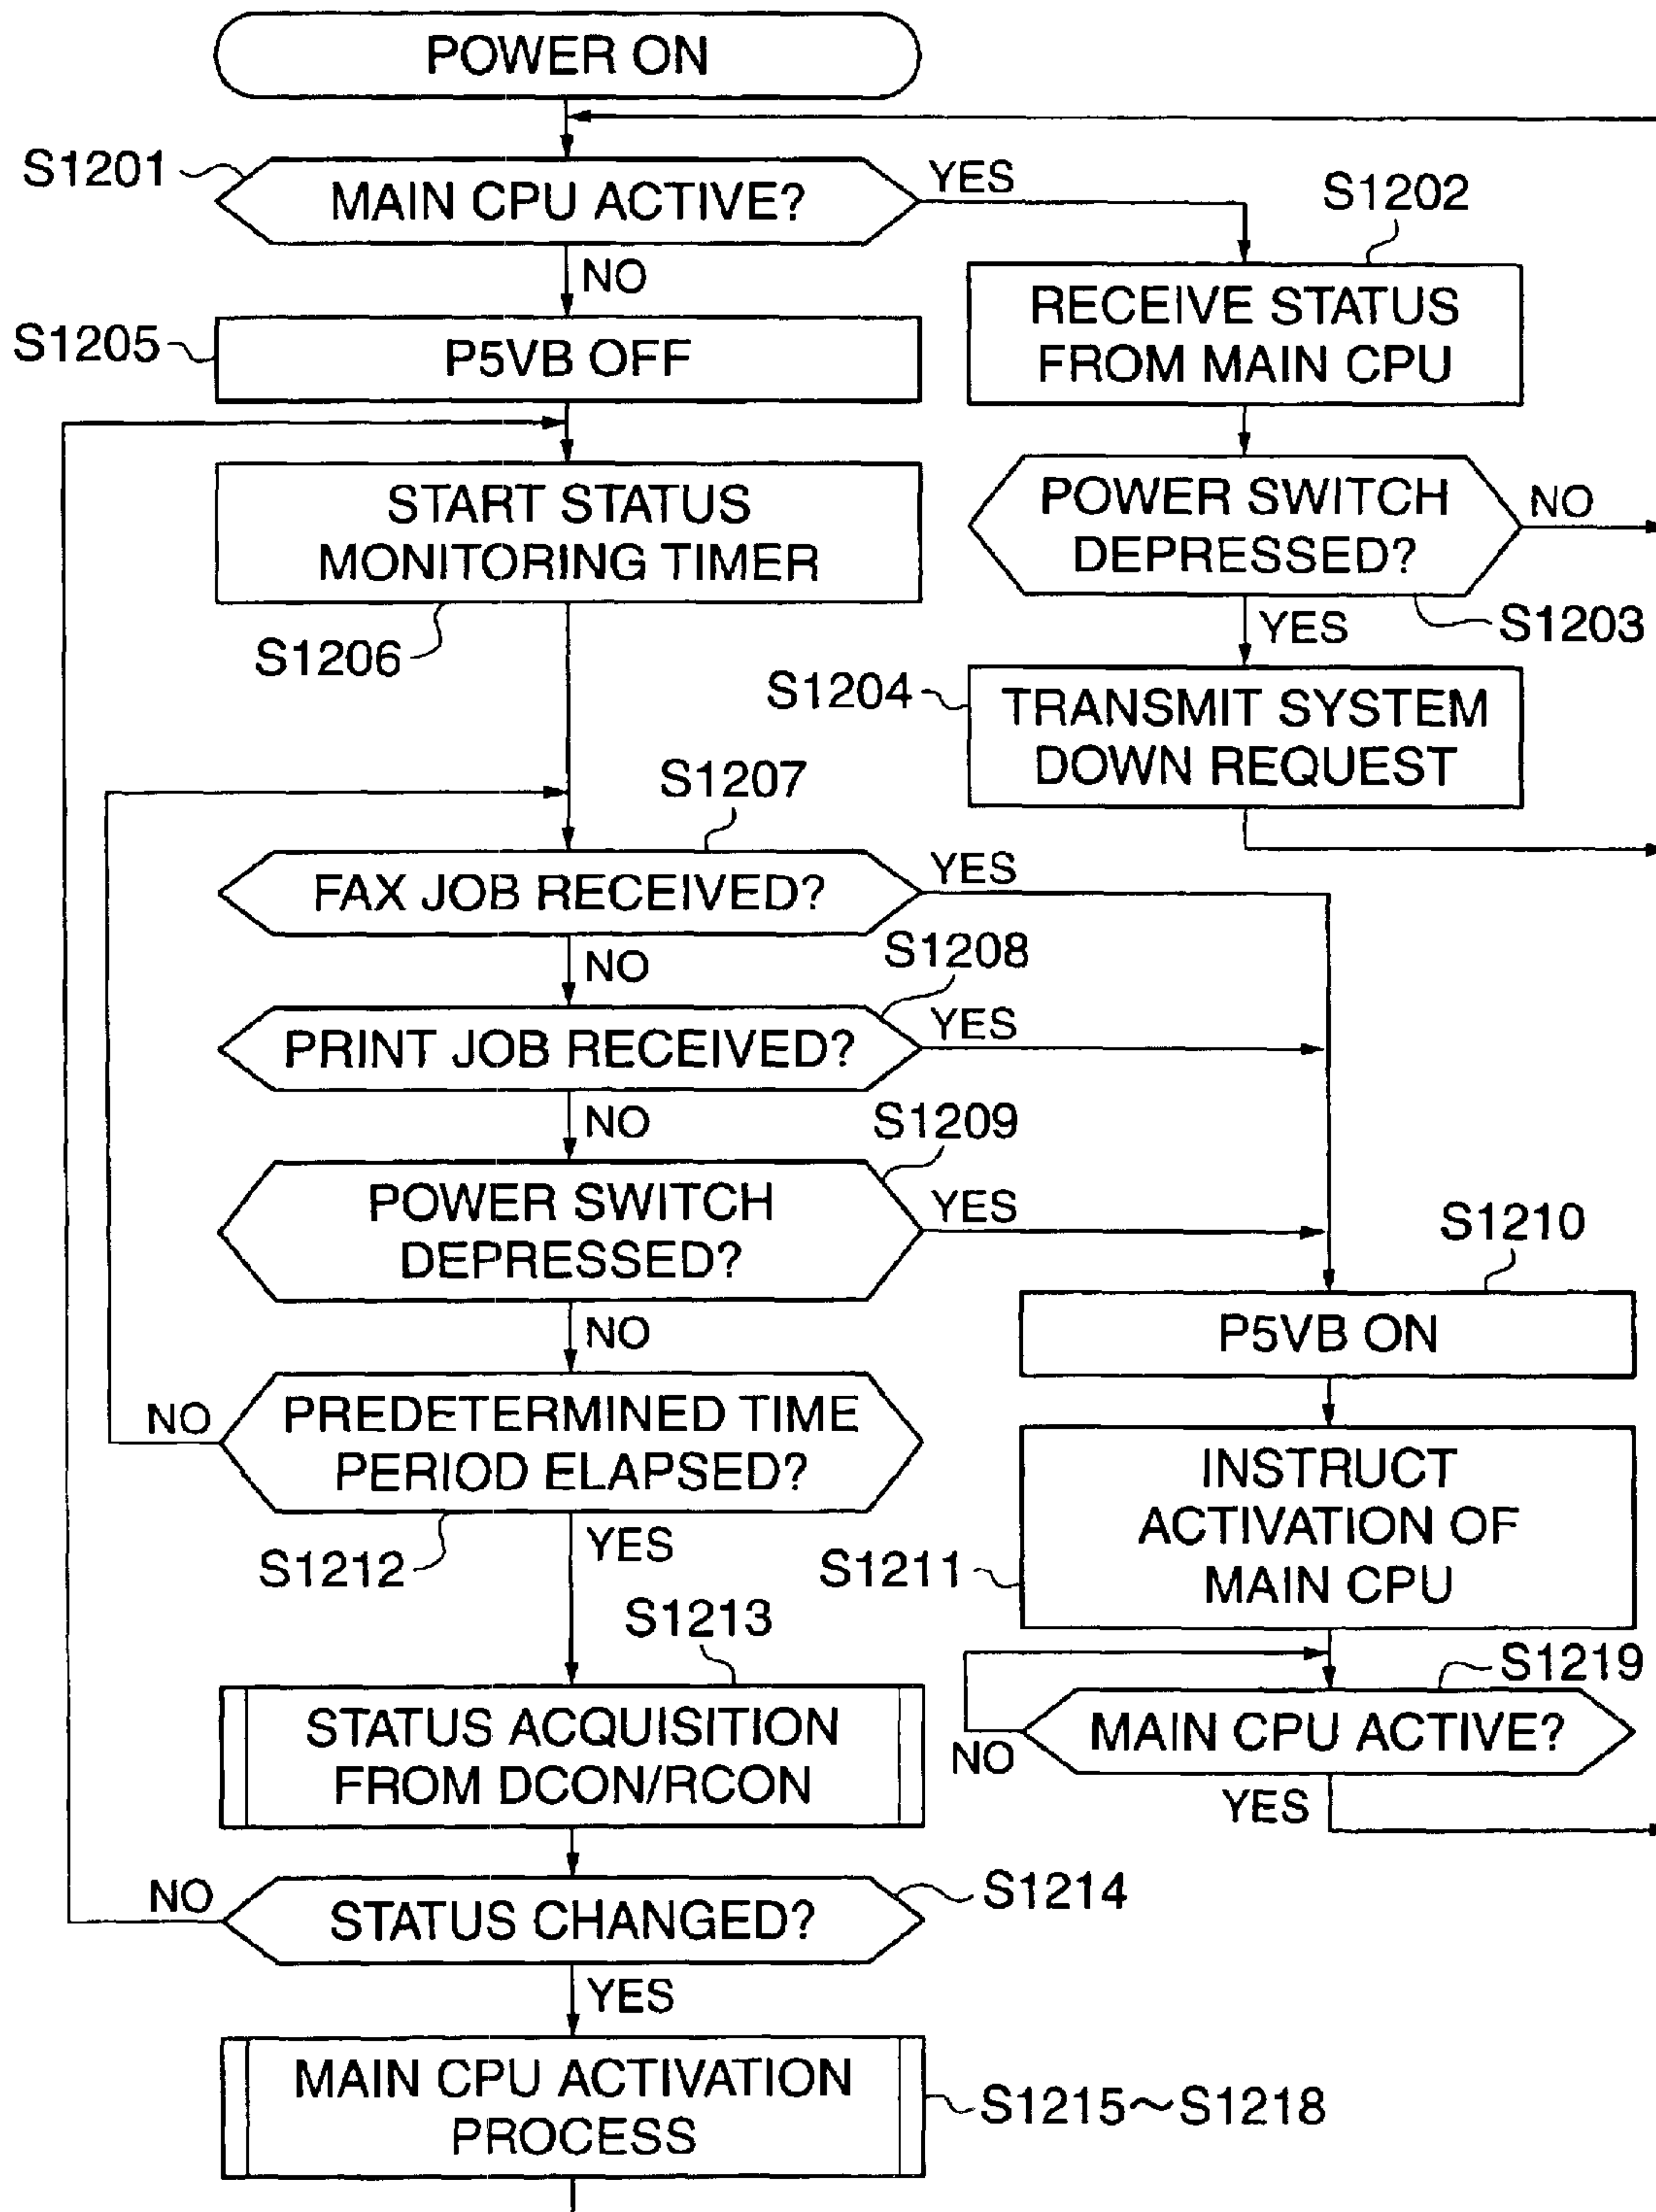 POWER ON
S1201
MAIN CPU ACTIVE?
YES
NO
S1202
RECEIVE STATUS
FROM MAIN CPU
S1205
P5VB OFF
POWER SWITCH
DEPRESSED?
NO
YES
S1203
START STATUS
MONITORING TIMER
S1206
S1204
TRANSMIT SYSTEM
DOWN REQUEST
S1207
FAX JOB RECEIVED?
YES
NO
S1208
PRINT JOB RECEIVED?
YES
NO
S1209
POWER SWITCH
DEPRESSED?
YES
NO
S1210
P5VB ON
NO
PREDETERMINED TIME
PERIOD ELAPSED?
YES
S1212
INSTRUCT
ACTIVATION OF
MAIN CPU
S1211
S1213
STATUS ACQUISITION
FROM DCON/RCON
S1219
MAIN CPU ACTIVE?
NO
YES
NO
STATUS CHANGED?
S1214
YES
MAIN CPU ACTIVATION
PROCESS
S1215~S1218